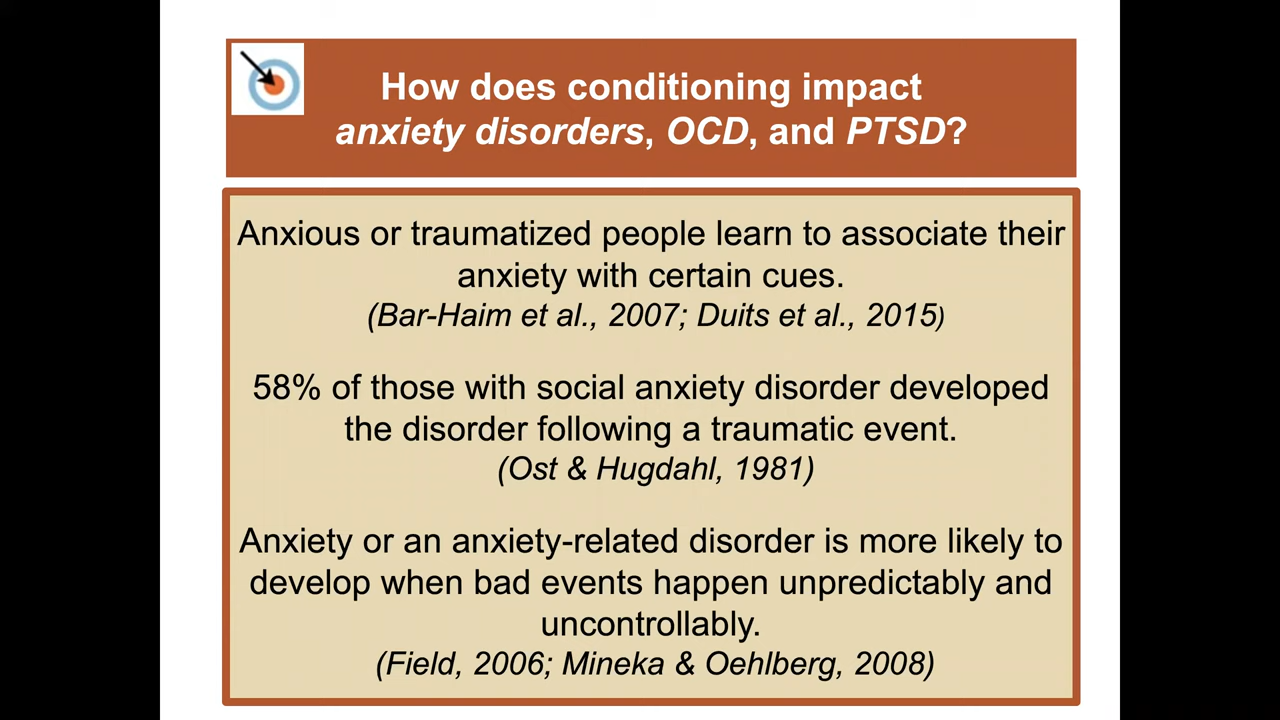 How does conditioning impact
anxiety disorders, OCD, and PTSD?
Anxious or traumatized people learn to associate their
anxiety with certain cues.
(Bar-Haim et al., 2007; Duits et al., 2015)
58% of those with social anxiety disorder developed
the disorder following a traumatic event.
(Ost & Hugdahl, 1981)
Anxiety or an anxiety-related disorder is more likely to
develop when bad events happen unpredictably and
uncontrollably.
(Field, 2006; Mineka & Oehlberg, 2008)